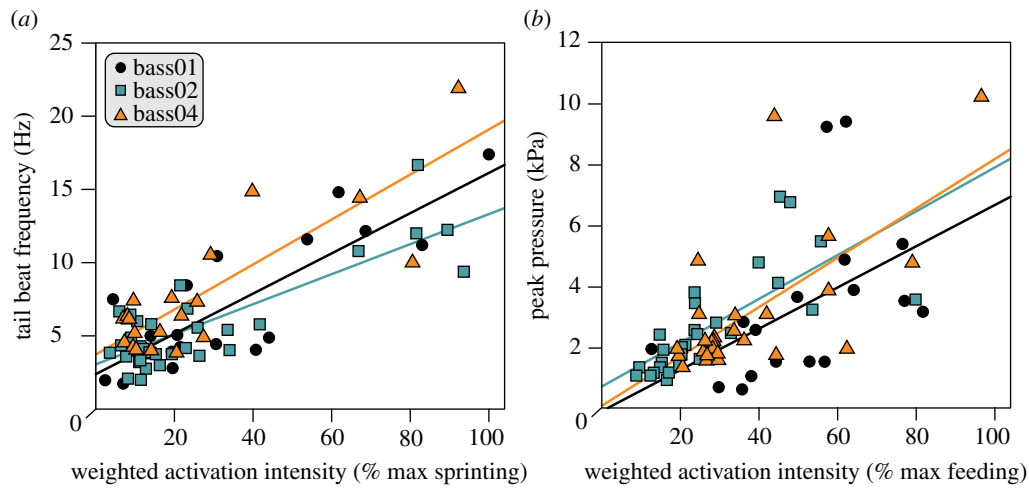 (a)
25
20
15
10
5
0
tail beat frequency (Hz)
bass01
bass02
bass04
20 40 60 80 100
weighted activation intensity (% max sprinting)
(b)
12
10
8
6
4
2
0
peak pressure (kPa)
20 40 60 80 100
weighted activation intensity (% max feeding)